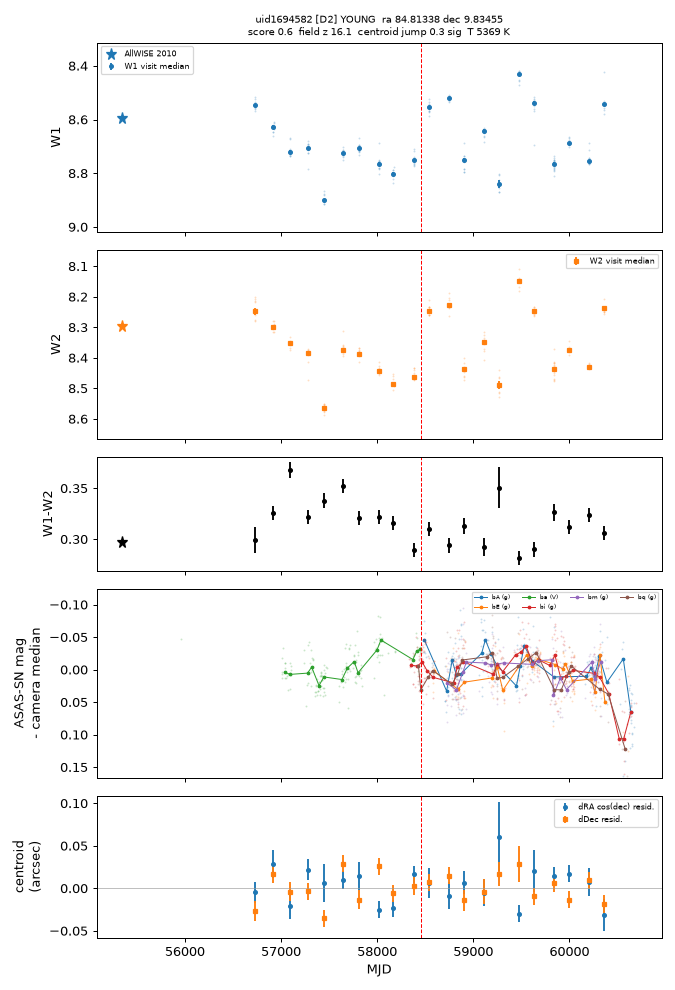 uid1694582 [D2] YOUNG ra 84.81338 dec 9.83455
score 0.6 field z 16.1 centroid jump 0.3 sig T 5369 K
AllWISE 2010
W1 visit median
8.4
8.6
8.8
9.0
W1
W2 visit median
8.1
8.2
8.3
8.4
8.5
8.6
W2
0.35
0.30
W1-W2
bA (g)
bE (g)
ba (V)
bi (g)
bm (g)
bq (g)
−0.10
−0.05
0.00
0.05
0.10
0.15
ASAS-SN mag
- camera median
dRA cos(dec) resid.
dDec resid.
0.10
0.05
0.00
−0.05
centroid
(arcsec)
56000
57000
58000
59000
60000
MJD